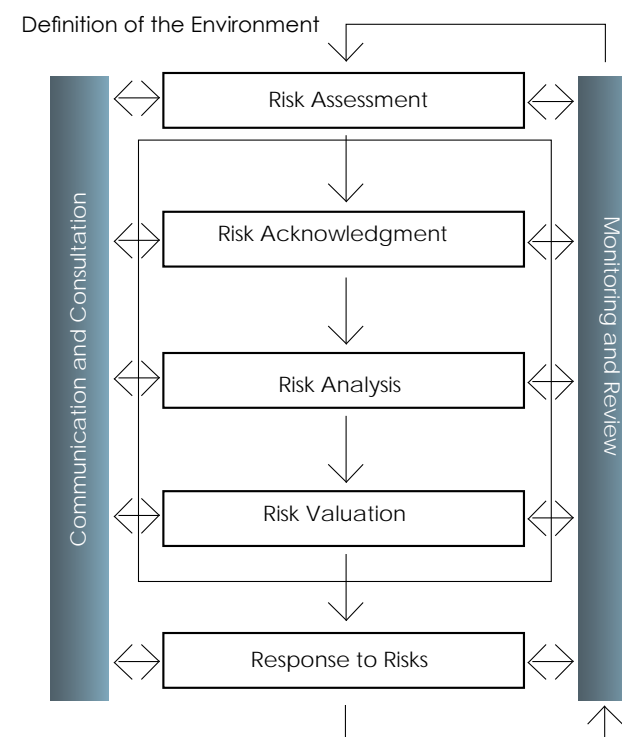 Definition of the Environment
Risk Assessment
Risk Acknowledgment
Risk Analysis
Risk Valuation
Response to Risks
Communication and Consultation
Monitoring and Review